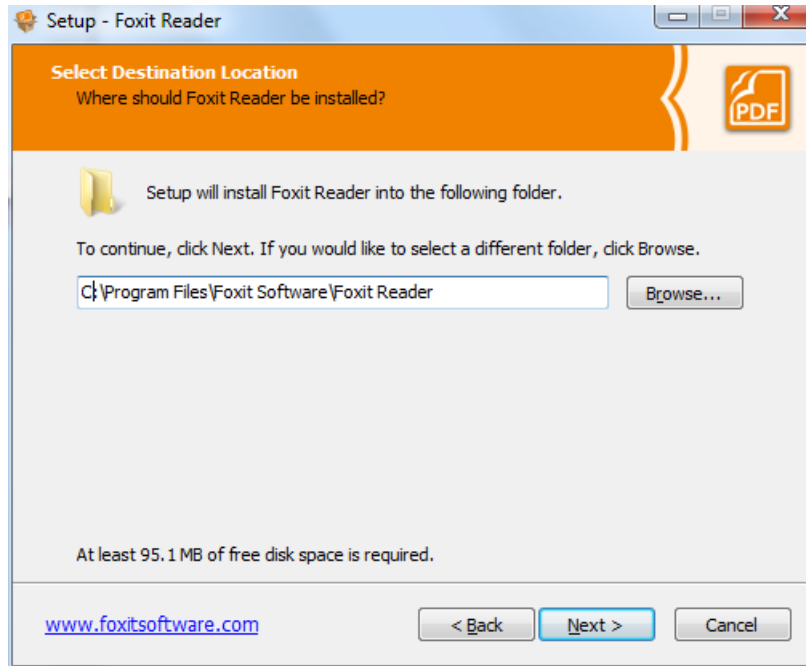 Setup - Foxit Reader
Select Destination Location
Where should Foxit Reader be installed?
PDF
Setup will install Foxit Reader into the following folder.
To continue, click Next. If you would like to select a different folder, click Browse.
C:\Program Files\Foxit Software\Foxit Reader
Browse...
At least 95.1 MB of free disk space is required.
www.foxitsoftware.com
< Back
Next >
Cancel